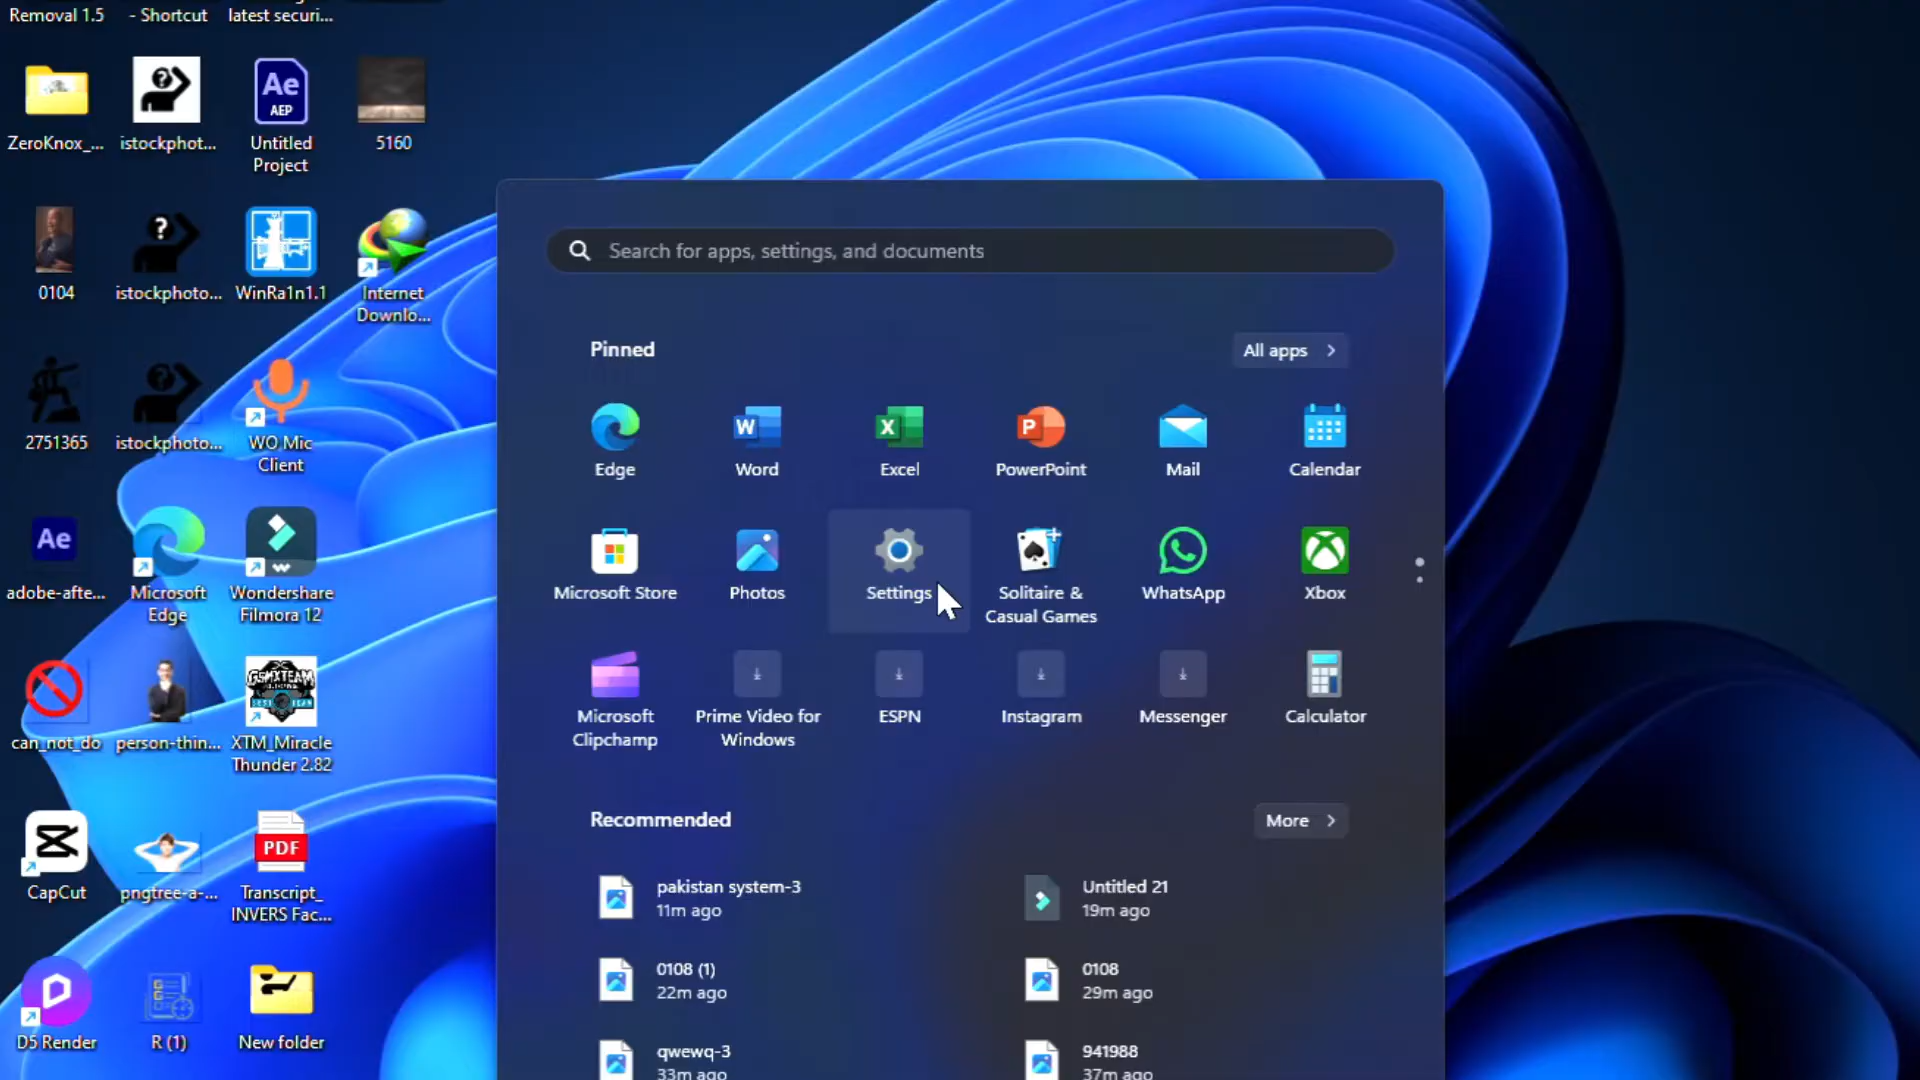 Removal 1.5
- Shortcut
latest securi...
ZeroKnox_...
istockphot...
Ae
AEP
Untitled
Project
5160
0104
istockphoto...
WinRa1n1.1
Internet
Downlo...
2751365
istockphoto...
WO Mic
Client
Ae
adobe-afte...
Microsoft
Edge
Wondershare
Filmora 12
can_not_do
person-thin...
XTM_Miracle
Thunder 2.82
CapCut
pngtree-a-...
PDF
Transcript_
INVERS Fac...
D5 Render
R (1)
New folder
Search for apps, settings, and documents
Pinned
All apps
Edge
W
Word
X
Excel
P
PowerPoint
Mail
Calendar
Microsoft Store
Photos
Settings
Solitaire &
Casual Games
WhatsApp
Xbox
Microsoft
Clipchamp
Prime Video for
Windows
ESPN
Instagram
Messenger
Calculator
Recommended
More
pakistan system-3
11m ago
Untitled 21
19m ago
0108 (1)
22m ago
0108
29m ago
qwewq-3
33m ago
941988
37m ago